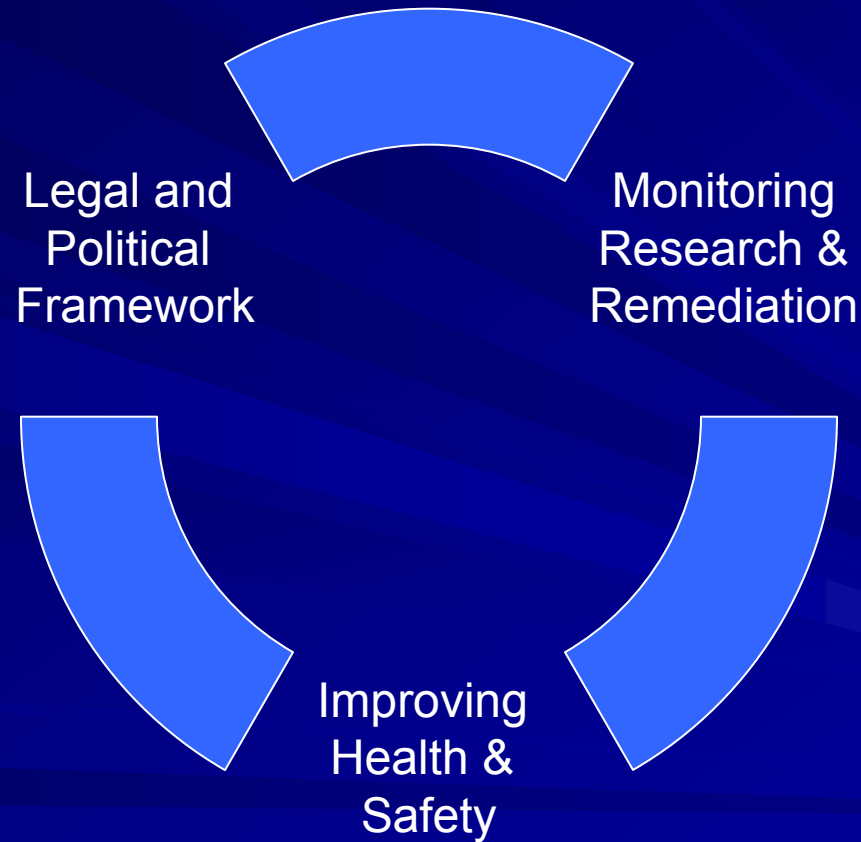 Legal and
Political
Framework
Monitoring
Research &
Remediation
Improving
Health &
Safety